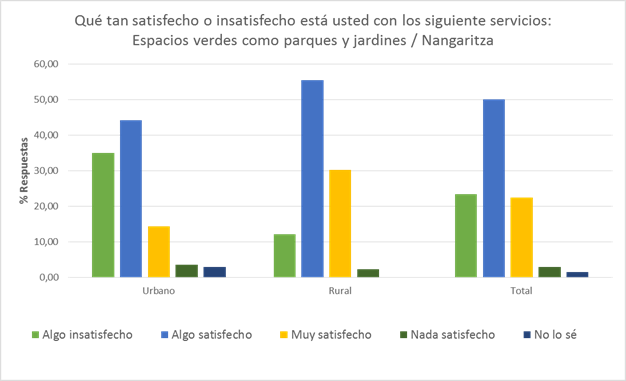 Qué tan satisfecho o insatisfecho está usted con los siguiente servicios:
Espacios verdes como parques y jardines / Nangaritza
60,00
50,00
40,00
30,00
20,00
10,00
0,00
% Respuestas
Urbano
Rural
Total
Algo insatisfecho
Algo satisfecho
Muy satisfecho
Nada satisfecho
No lo sé